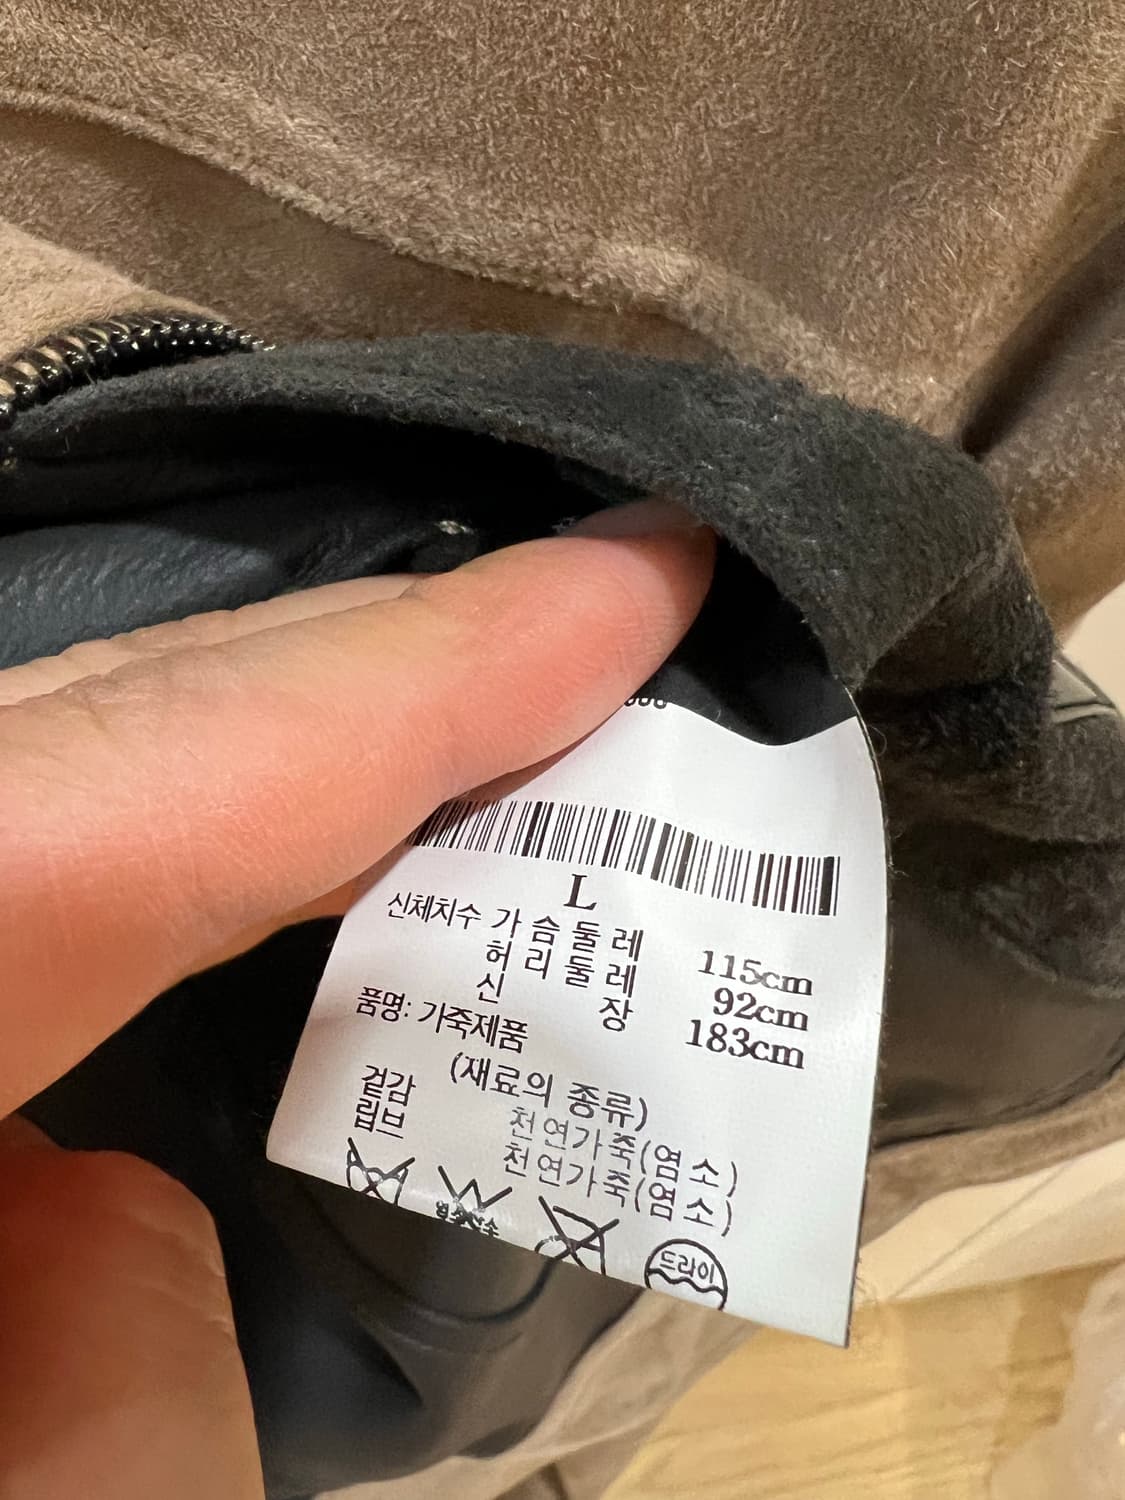 L
신체치수 가슴둘레 115cm
허리둘레 92cm
신장 183cm
품명: 가죽제품
(재료의 종류)
겉감 천연가죽(염소)
립브 천연가죽(염소)
드라이